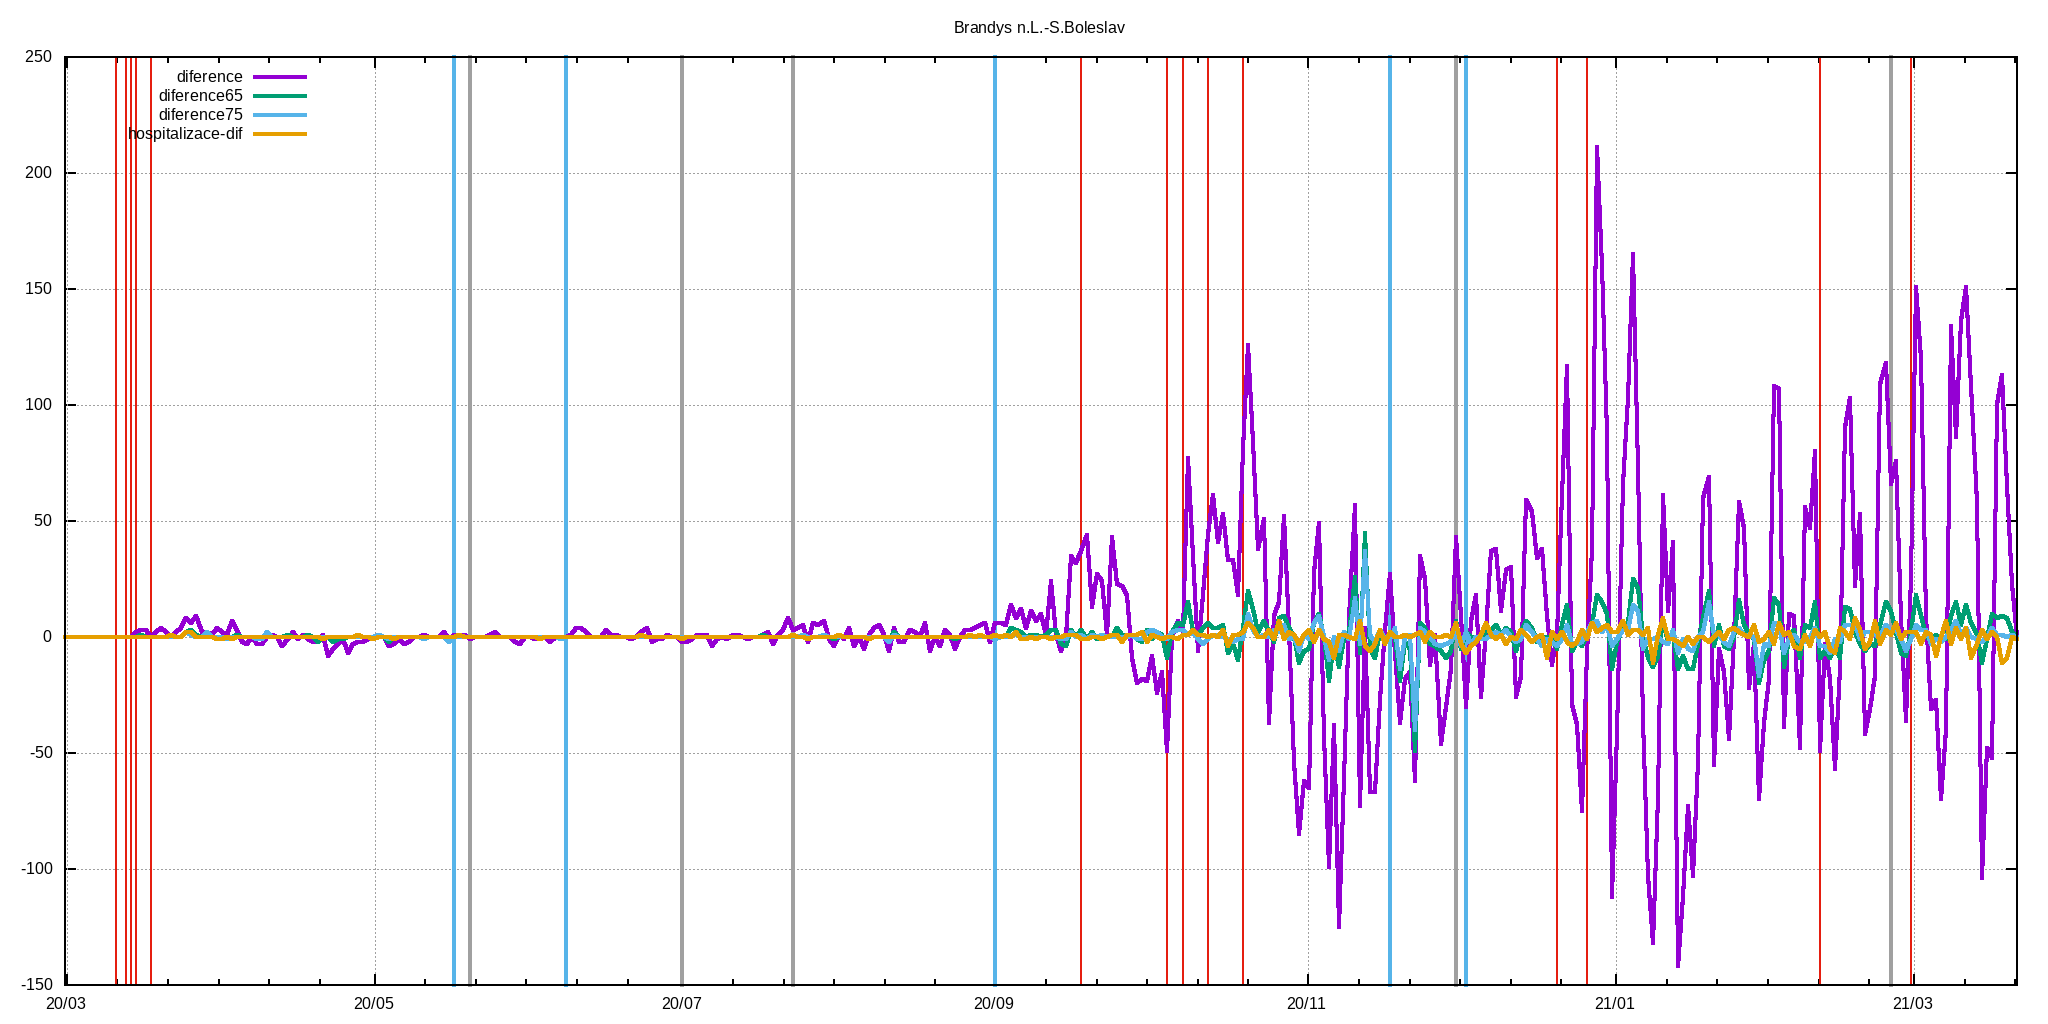 Brandys n.L.-S.Boleslav
250
200
150
100
50
0
-50
-100
-150
diference
diference65
diference75
hospitalizace-dif
20/03 20/05 20/07 20/09 20/11 21/01 21/03